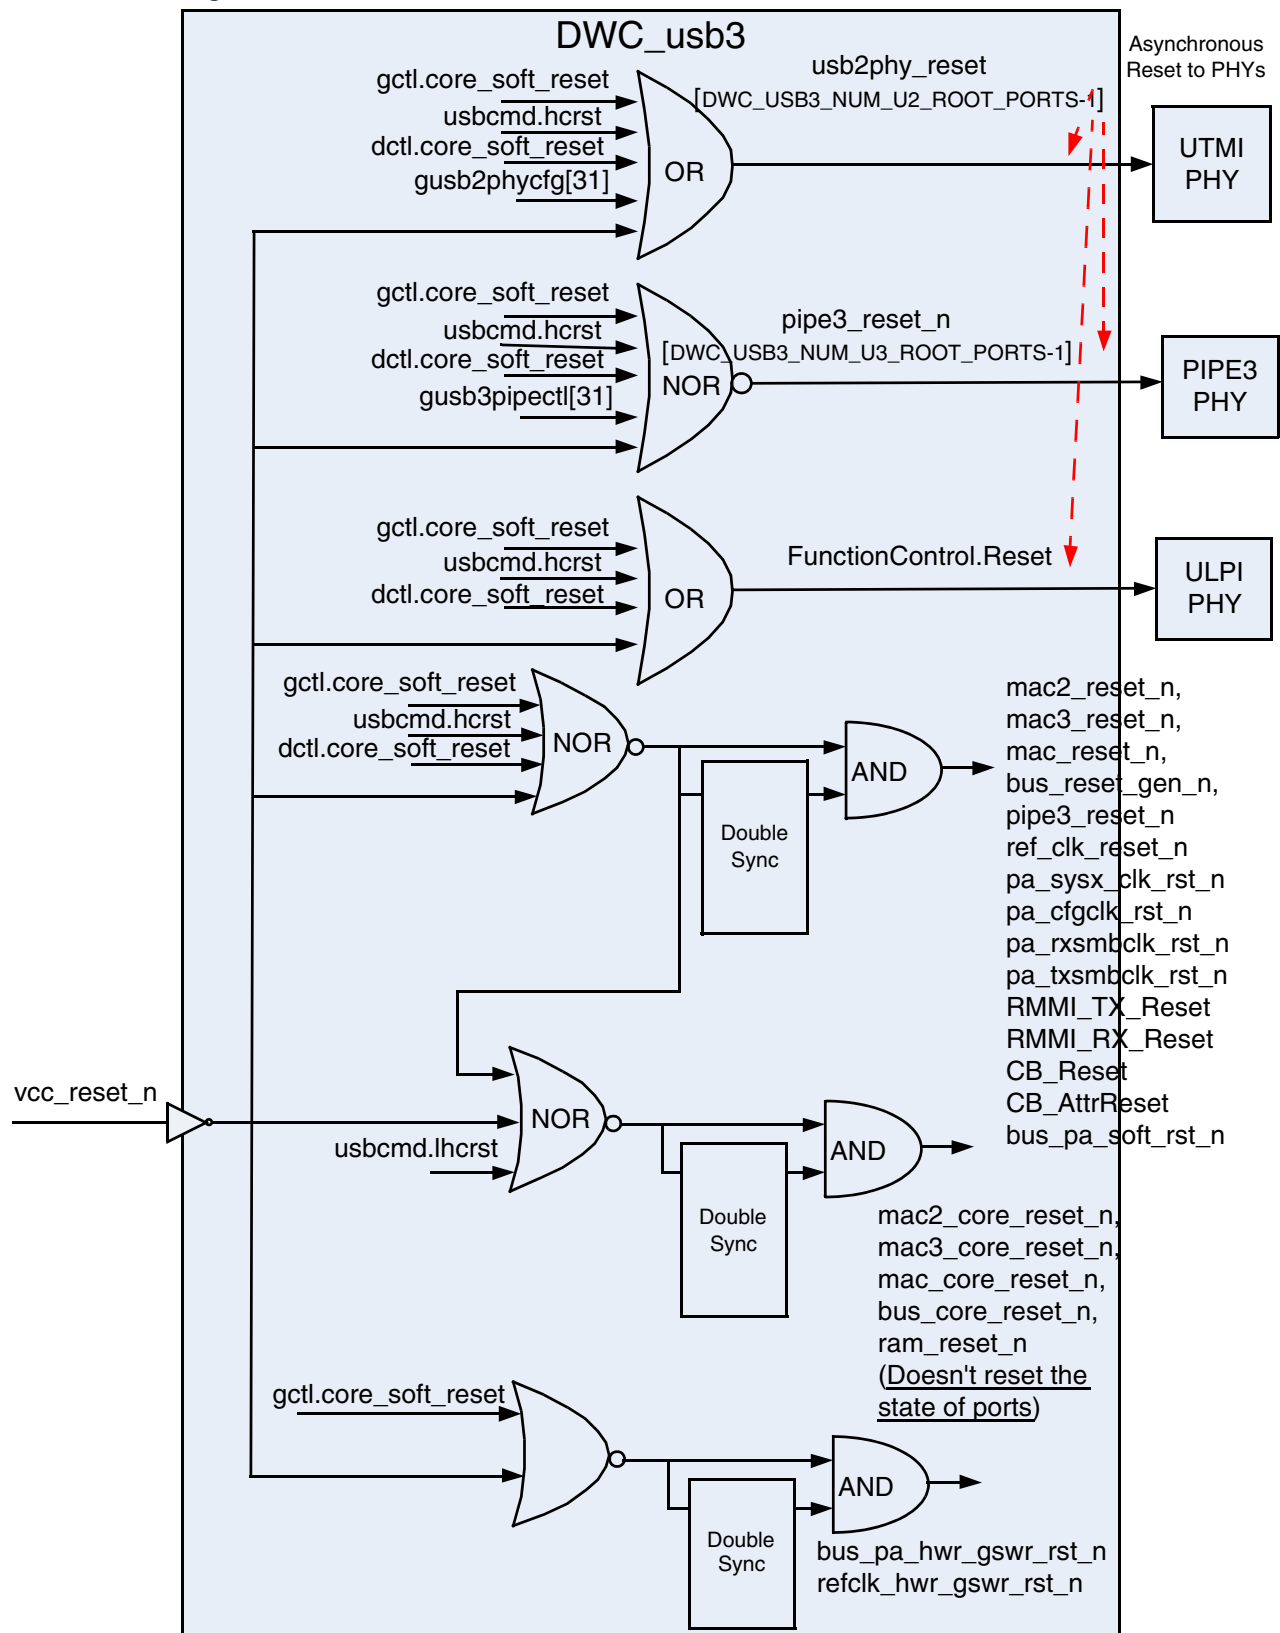 DWC_usb3
Asynchronous
Reset to PHYs
gctl.core_soft_reset
usbcmd.hcrst
dctl.core_soft_reset
gusb2phycfg[31]
OR
usb2phy_reset
[DWC_USB3_NUM_U2_ROOT_PORTS-1]
UTMI
PHY
gctl.core_soft_reset
usbcmd.hcrst
dctl.core_soft_reset
gusb3pipectl[31]
NOR
pipe3_reset_n
[DWC_USB3_NUM_U3_ROOT_PORTS-1]
PIPE3
PHY
gctl.core_soft_reset
usbcmd.hcrst
dctl.core_soft_reset
OR
FunctionControl.Reset
ULPI
PHY
gctl.core_soft_reset
usbcmd.hcrst
dctl.core_soft_reset
NOR
Double
Sync
AND
mac2_reset_n,
mac3_reset_n,
mac_reset_n,
bus_reset_gen_n,
pipe3_reset_n
ref_clk_reset_n
pa_sysx_clk_rst_n
pa_cfgclk_rst_n
pa_rxsmbclk_rst_n
pa_txsmbclk_rst_n
RMMI_TX_Reset
RMMI_RX_Reset
CB_Reset
CB_AttrReset
bus_pa_soft_rst_n
vcc_reset_n
usbcmd.lhcrst
NOR
Double
Sync
AND
mac2_core_reset_n,
mac3_core_reset_n,
mac_core_reset_n,
bus_core_reset_n,
ram_reset_n
(Doesn't reset the
state of ports)
gctl.core_soft_reset
Double
Sync
AND
bus_pa_hwr_gswr_rst_n
refclk_hwr_gswr_rst_n